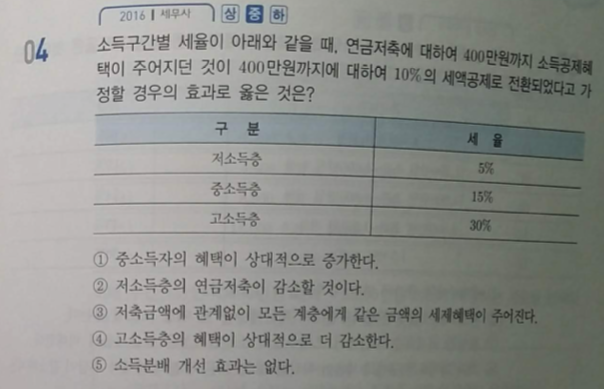 2016 | 세무사 상 중 하
04 소득구간별 세율이 아래와 같을 때, 연금저축에 대하여 400만원까지 소득공제혜
택이 주어지던 것이 400만원까지에 대하여 10%의 세액공제로 전환되었다고 가
정할 경우의 효과로 옳은 것은?
구 분 세 율
저소득층 5%
중소득층 15%
고소득층 30%
① 중소득자의 혜택이 상대적으로 증가한다.
② 저소득층의 연금저축이 감소할 것이다.
③ 저축금액에 관계없이 모든 계층에게 같은 금액의 세제혜택이 주어진다.
④ 고소득층의 혜택이 상대적으로 더 감소한다.
⑤ 소득분배 개선 효과는 없다.